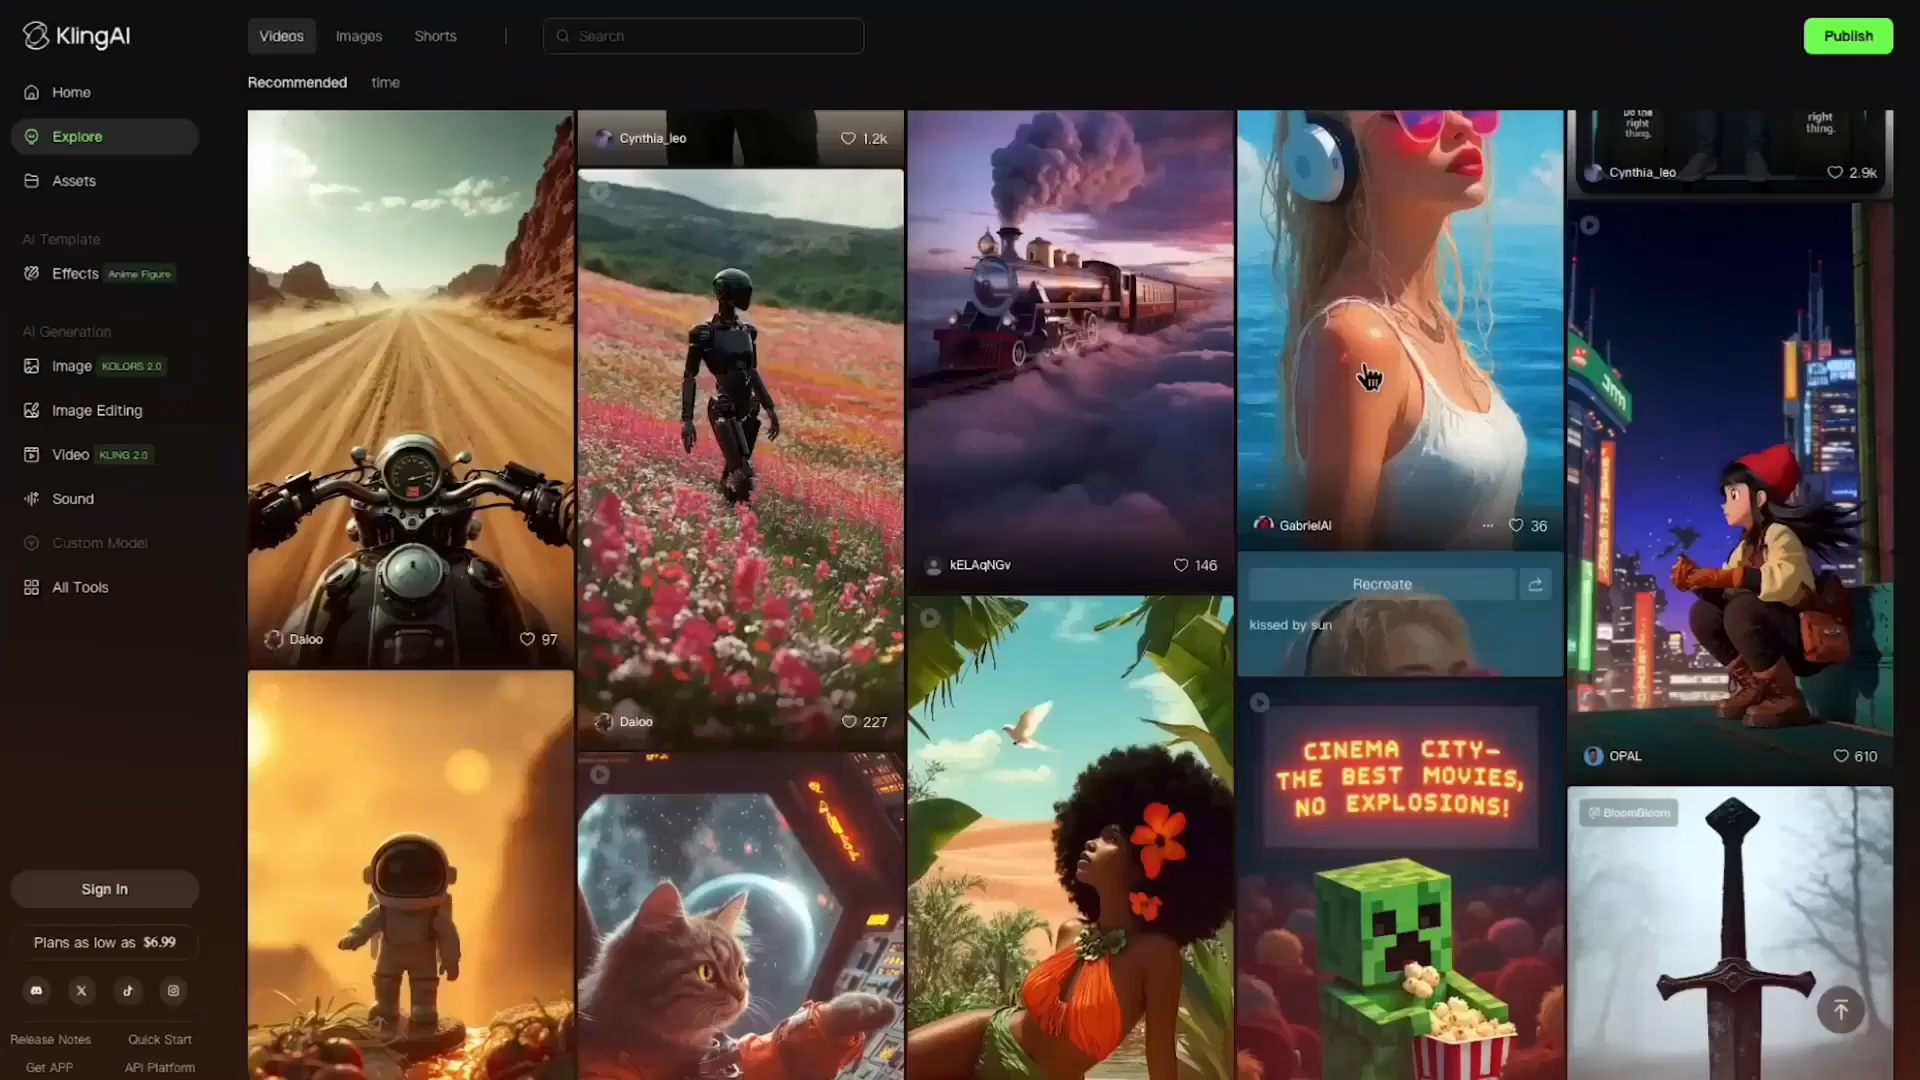 KlingAI
Videos
Images
Shorts
Search
Publish
Recommended
time
Home
Explore
Assets
AI Template
Effects
Anime Figure
AI Generation
Image
KOLORS 2.0
Image Editing
Video
KLING 2.0
Sound
Custom Model
All Tools
Sign In
Plans as low as $6.99
Release Notes
Quick Start
Get APP
API Platform
Daloo
97
Cynthia_leo
1.2k
Daloo
227
kELAqNGv
146
GabrielAI
36
Recreate
kissed by sun
CINEMA CITY-
THE BEST MOVIES,
NO EXPLOSIONS!
Do the
right
thing.
right
thing.
Cynthia_leo
2.9k
OPAL
610
BloomBloom